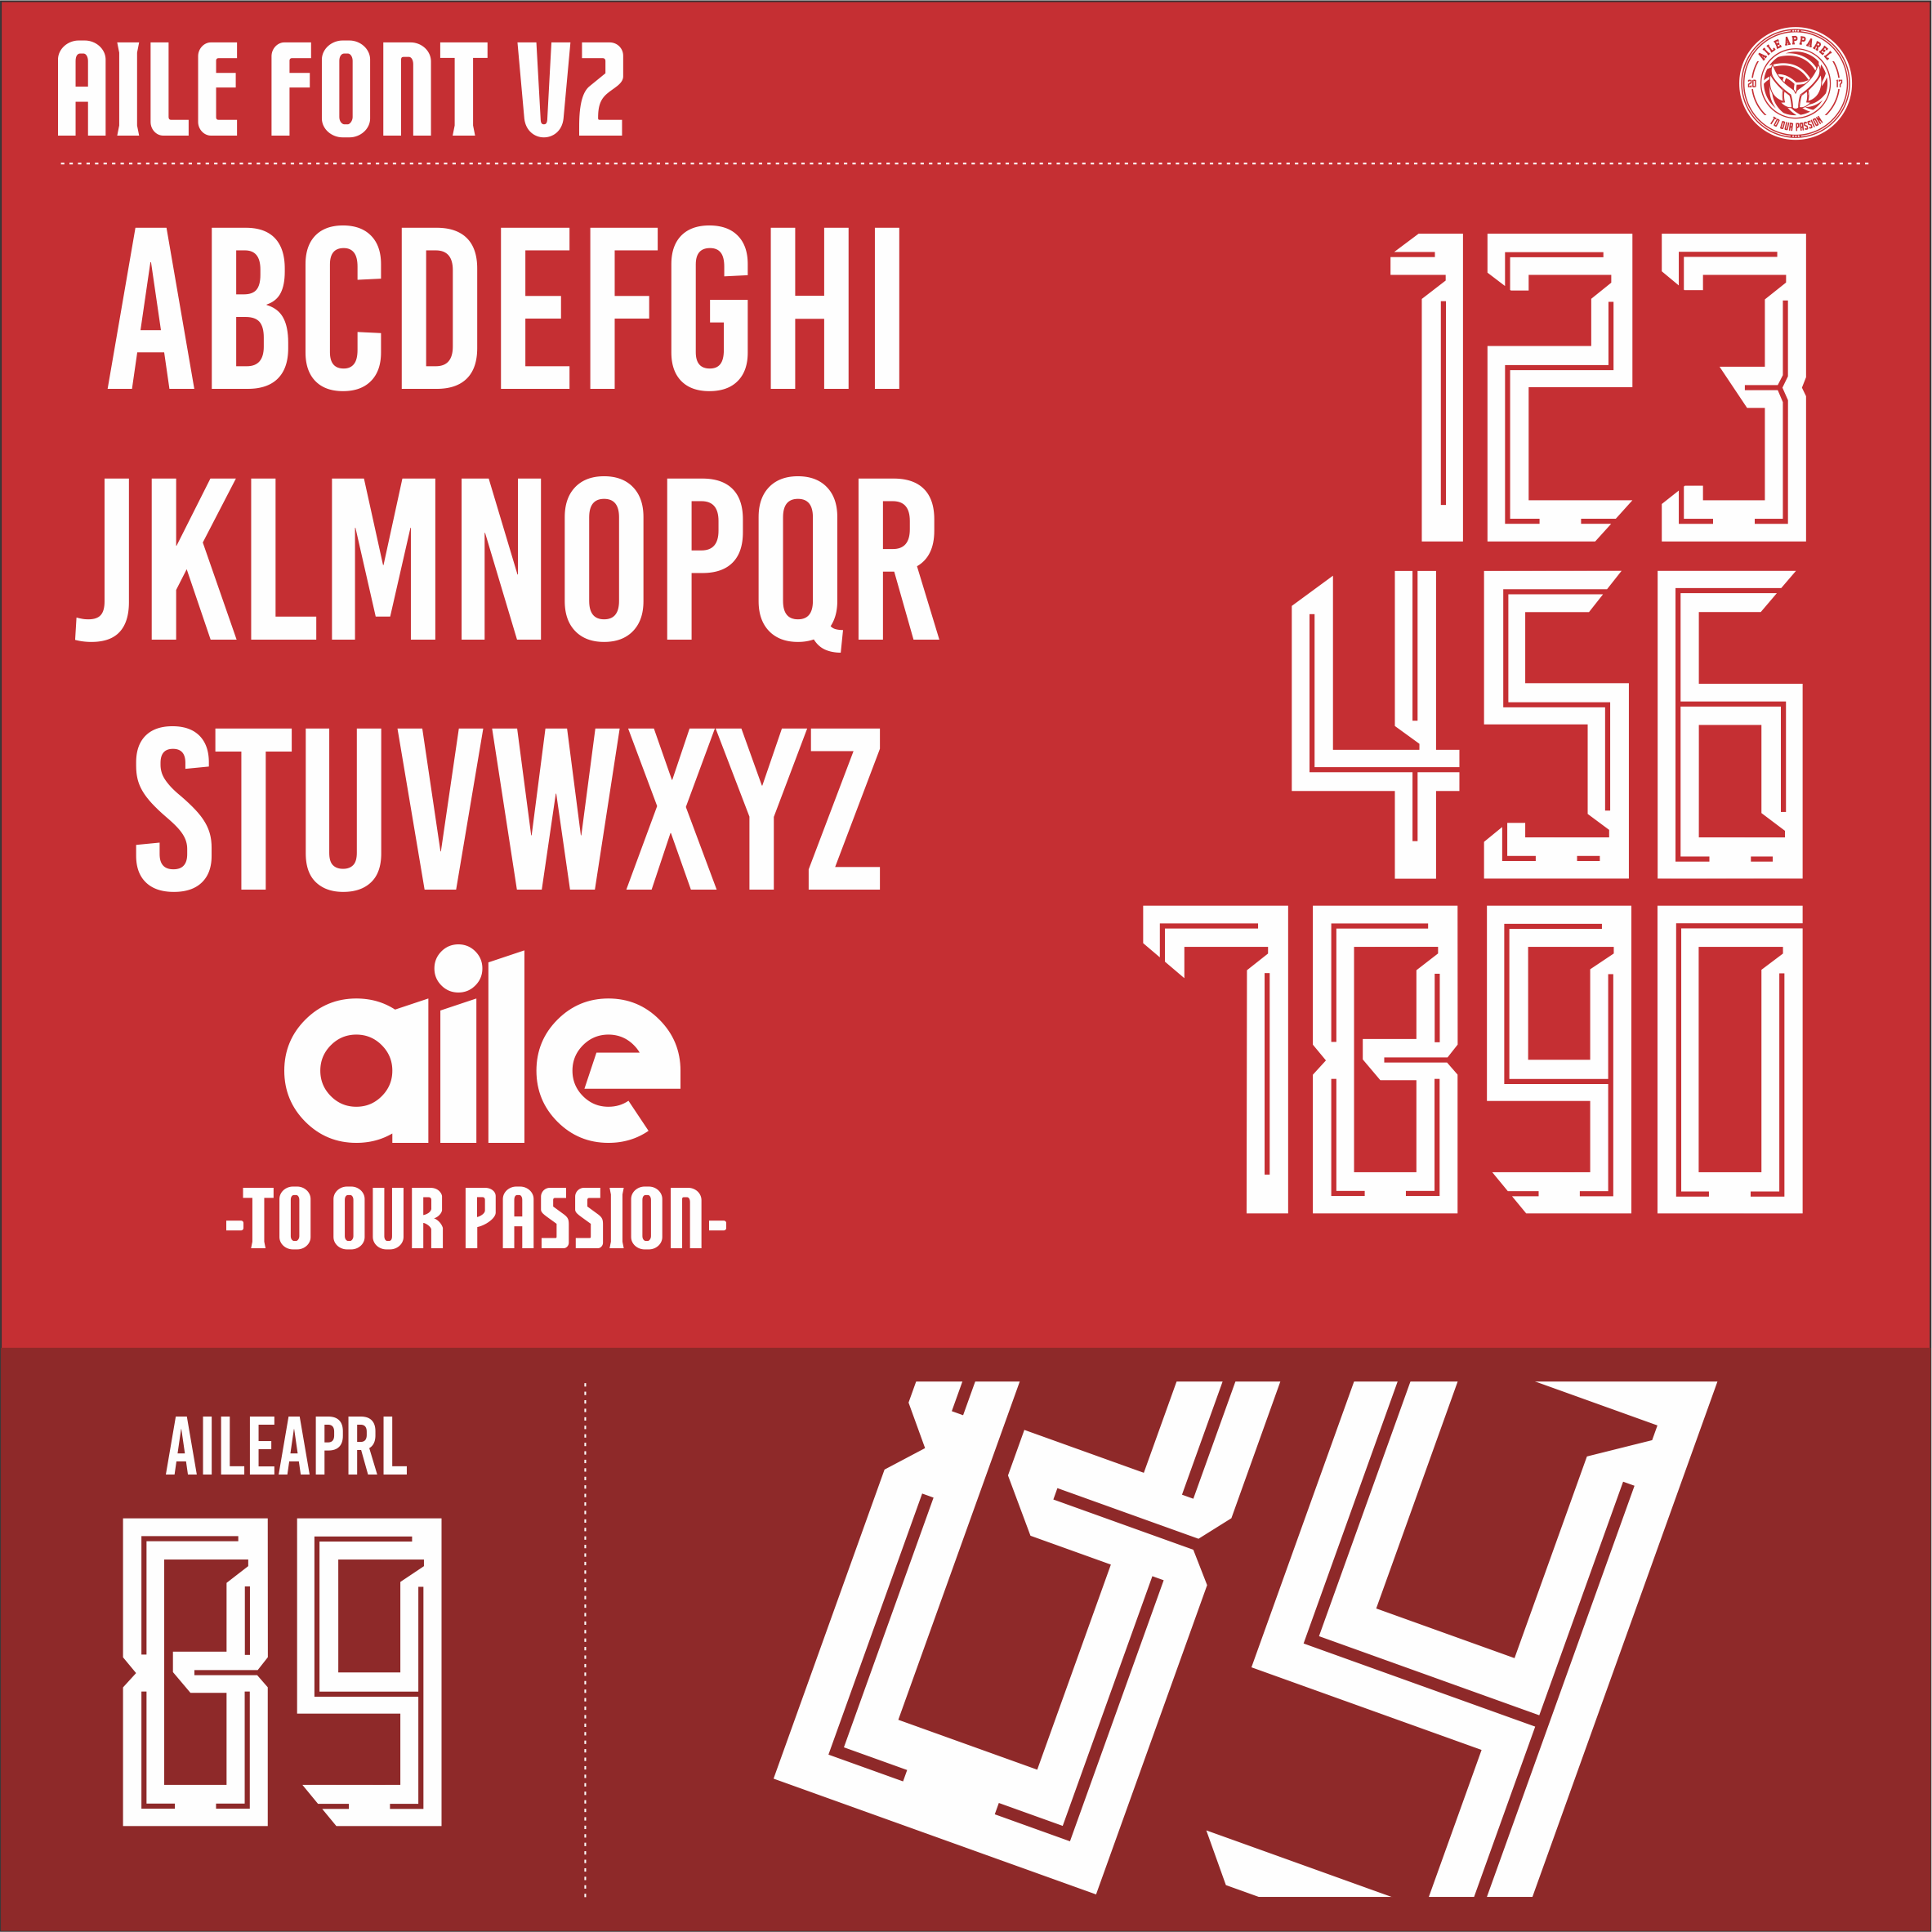 AILE FONT V2
AILE APPAREL
20 17
TO OUR PASSION
ABCDEFGHI
JKLMNOPQR
STUVWXYZ
123
456
7890
aile
-TO OUR PASSION-
AILEAPRL
89
84